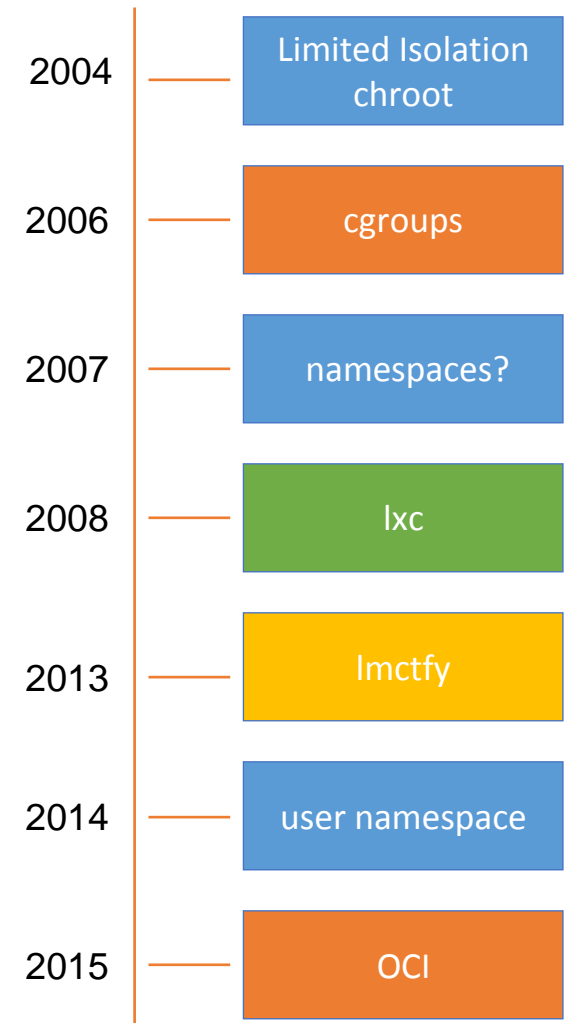 2004
Limited Isolation
chroot
2006
cgroups
2007
namespaces?
2008
lxc
2013
lmctfy
2014
user namespace
2015
OCI